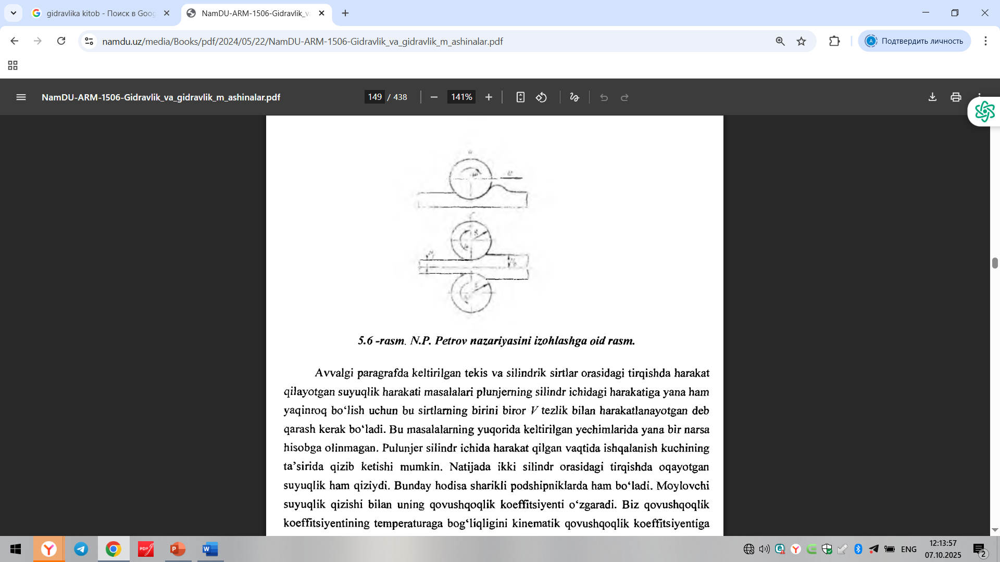 gidravlika kitob - Поиск в Goog
NamDU-ARM-1506-Gidravlik_va
namdu.uz/media/Books/pdf/2024/05/22/NamDU-ARM-1506-Gidravlik_va_gidravlik_m_ashinalar.pdf
Подтвердить личность
NamDU-ARM-1506-Gidravlik_va_gidravlik_m_ashinalar.pdf
149 / 438
141%
5.6 -rasm. N.P. Petrov nazariyasini izohlashga oid rasm.
Avvalgi paragrafda keltirilgan tekis va silindrik sirtlar orasidagi tirqishda harakat
qilayotgan suyuqlik harakati masalalari plunjerning silindr ichidagi harakatiga yana ham
yaqinroq bo‘lish uchun bu sirtlarning birini biror V tezlik bilan harakatlanayotgan deb
qarash kerak bo‘ladi. Bu masalalarning yuqorida keltirilgan yechimlarida yana bir narsa
hisobga olinmagan. Pulunjer silindr ichida harakat qilgan vaqtida ishqalanish kuchining
ta’sirida qizib ketishi mumkin. Natijada ikki silindr orasidagi tirqishda oqayotgan
suyuqlik ham qiziydi. Bunday hodisa sharikli podshipniklarda ham bo‘ladi. Moylovchi
suyuqlik qizishi bilan uning qovushqoqlik koeffitsiyenti o‘zgaradi. Biz qovushqoqlik
koeffitsiyentining temperaturaga bog‘liqligini kinematik qovushqoqlik koeffitsiyentiga
ENG
12:13:57
07.10.2025
2